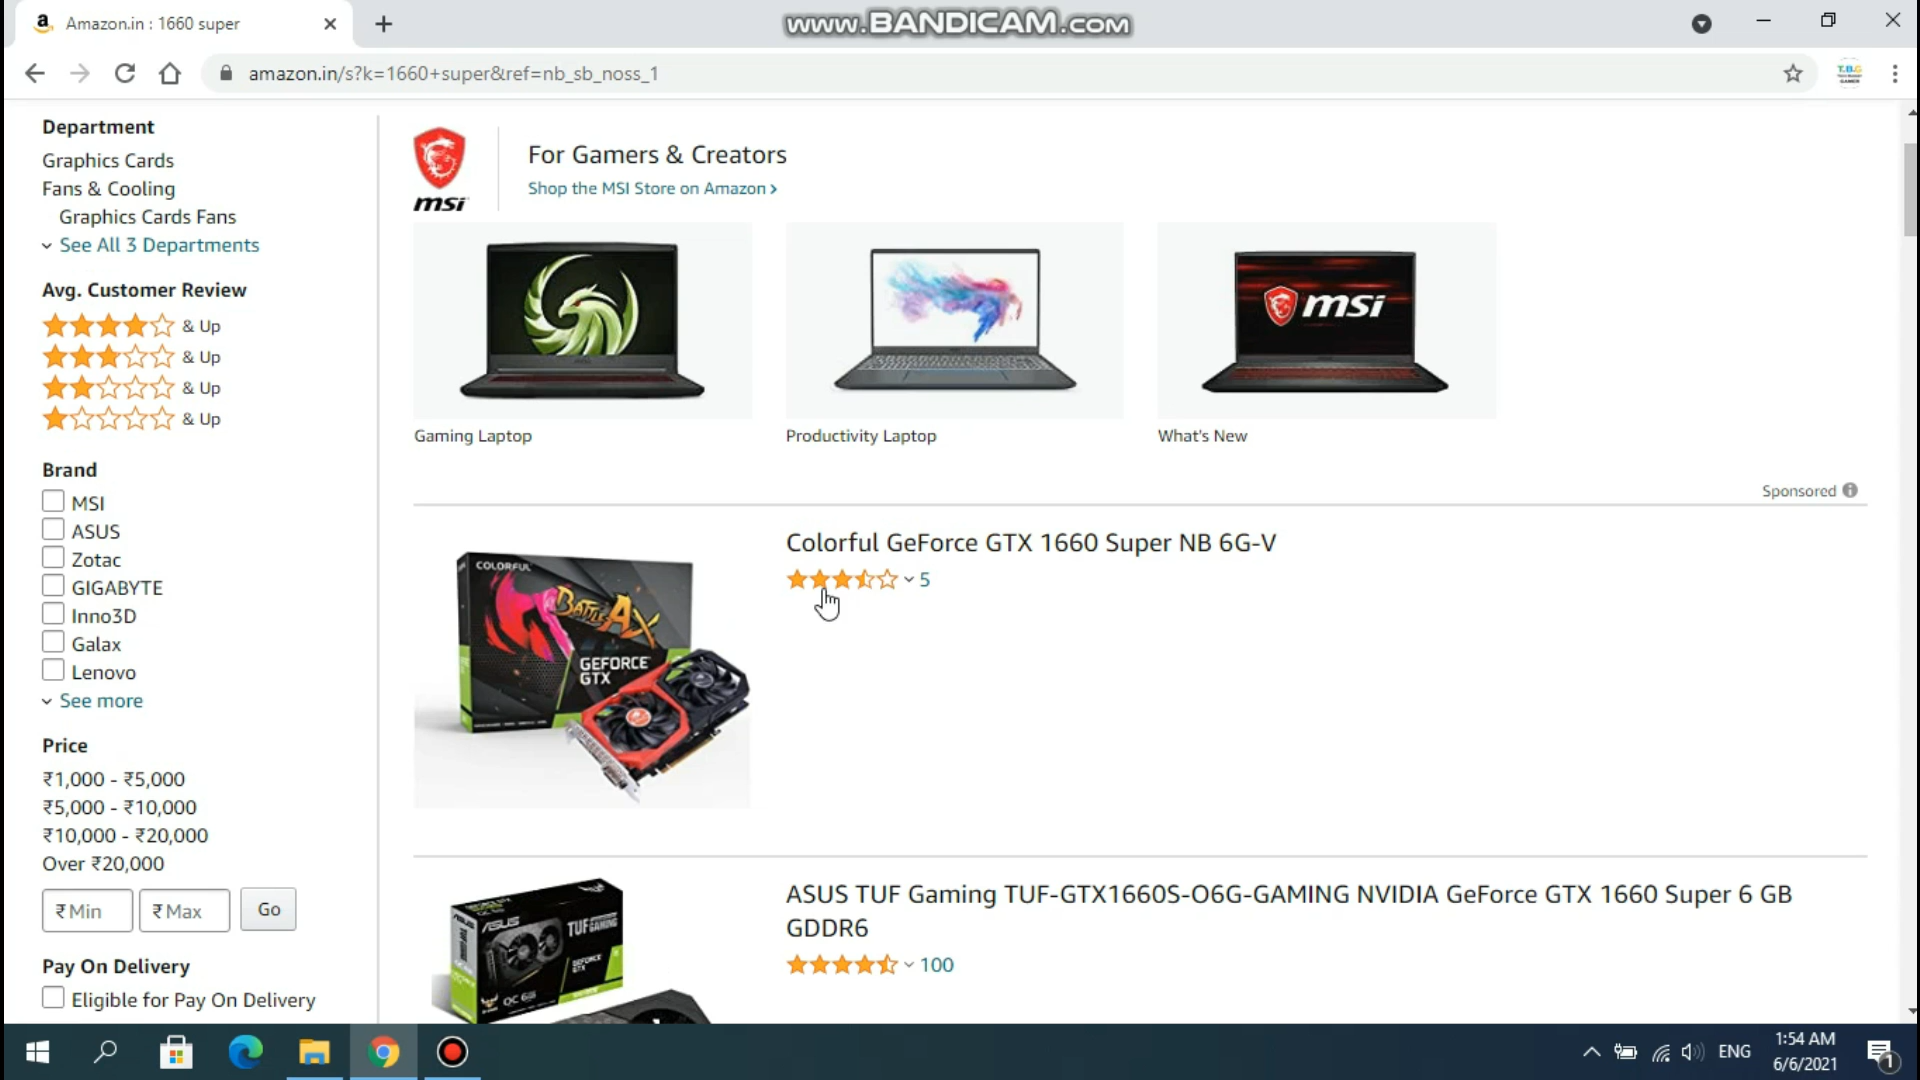 Amazon.in : 1660 super
www.BANDICAM.com
amazon.in/s?k=1660+super&ref=nb_sb_noss_1
T.B.G
Department
Graphics Cards
Fans & Cooling
Graphics Cards Fans
See All 3 Departments
Avg. Customer Review
& Up
& Up
& Up
& Up
Brand
MSI
ASUS
Zotac
GIGABYTE
Inno3D
Galax
Lenovo
See more
Price
₹1,000 - ₹5,000
₹5,000 - ₹10,000
₹10,000 - ₹20,000
Over ₹20,000
₹ Min
₹ Max
Go
Pay On Delivery
Eligible for Pay On Delivery
msi
For Gamers & Creators
Shop the MSI Store on Amazon ›
msi
Gaming Laptop
Productivity Laptop
What's New
Sponsored
COLORFUL
BATTLE AX
GEFORCE
GTX
Colorful GeForce GTX 1660 Super NB 6G-V
5
ASUS
TUF GAMING
GEFORCE
GTX
OC 6G
ASUS TUF Gaming TUF-GTX1660S-O6G-GAMING NVIDIA GeForce GTX 1660 Super 6 GB
GDDR6
100
ENG
1:54 AM
6/6/2021
1